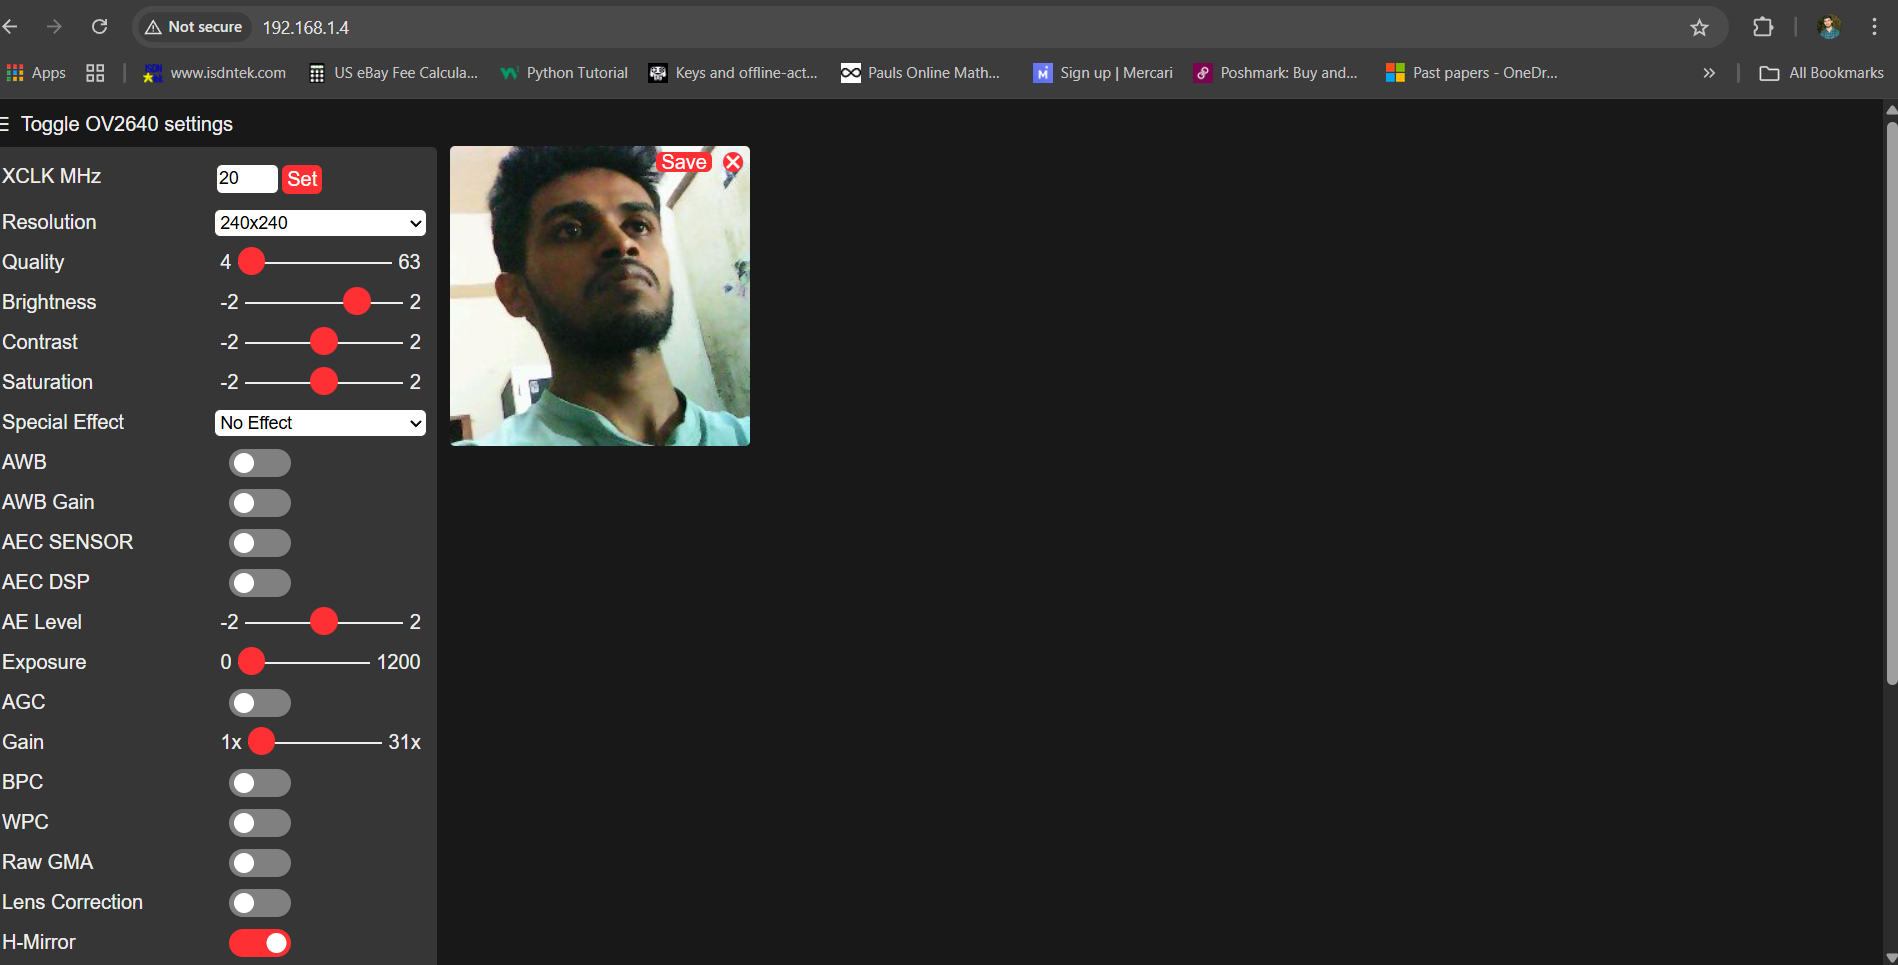 Not secure 192.168.1.4
Apps www.isdntek.com US eBay Fee Calcula... Python Tutorial Keys and offline-act... Pauls Online Math... Sign up | Mercari Poshmark: Buy and... Past papers - OneDr... » All Bookmarks
☰ Toggle OV2640 settings
XCLK MHz 20 Set
Save
Resolution 240x240
Quality 4 63
Brightness -2 2
Contrast -2 2
Saturation -2 2
Special Effect No Effect
AWB
AWB Gain
AEC SENSOR
AEC DSP
AE Level -2 2
Exposure 0 1200
AGC
Gain 1x 31x
BPC
WPC
Raw GMA
Lens Correction
H-Mirror